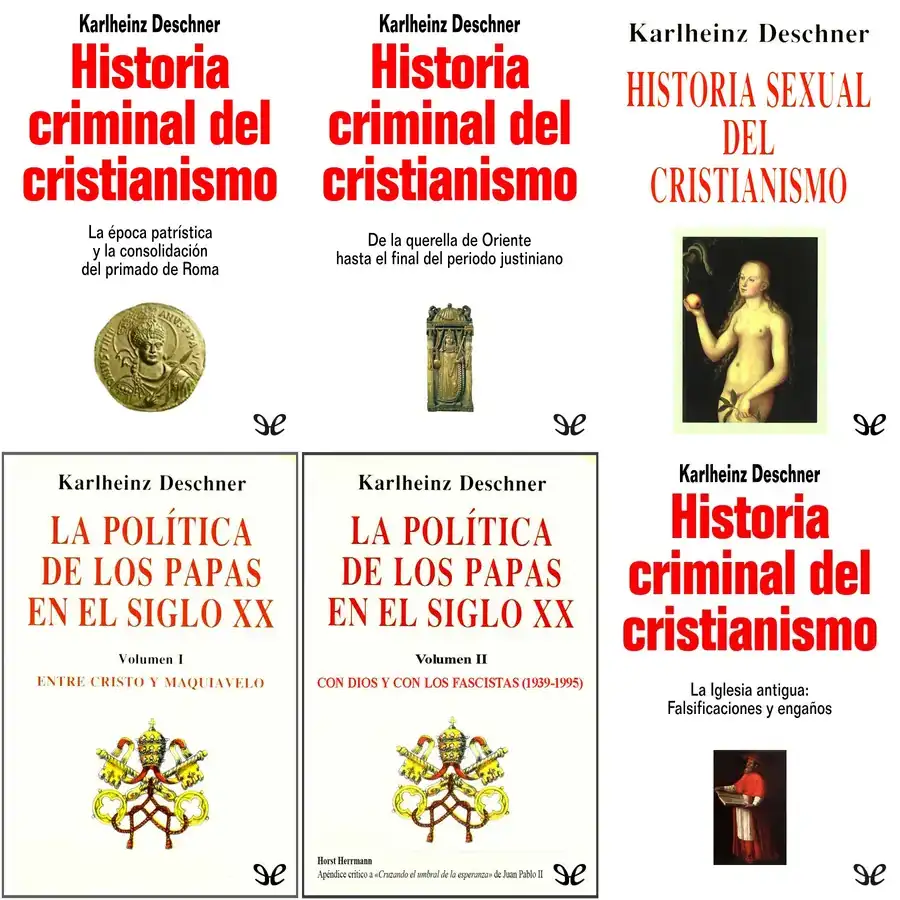 Karlheinz Deschner
Historia
criminal del
cristianismo
La época patrística
y la consolidación
del primado de Roma
Karlheinz Deschner
Historia
criminal del
cristianismo
De la querella de Oriente
hasta el final del periodo justiniano
Karlheinz Deschner
HISTORIA SEXUAL
DEL
CRISTIANISMO
Karlheinz Deschner
LA POLÍTICA
DE LOS PAPAS
EN EL SIGLO XX
Volumen I
ENTRE CRISTO Y MAQUIAVELO
Karlheinz Deschner
LA POLÍTICA
DE LOS PAPAS
EN EL SIGLO XX
Volumen II
CON DIOS Y CON LOS FASCISTAS (1939-1995)
Horst Herrmann
Apéndice crítico a «Cruzando el umbral de la esperanza» de Juan Pablo II
Karlheinz Deschner
Historia
criminal del
cristianismo
La Iglesia antigua:
Falsificaciones y engaños